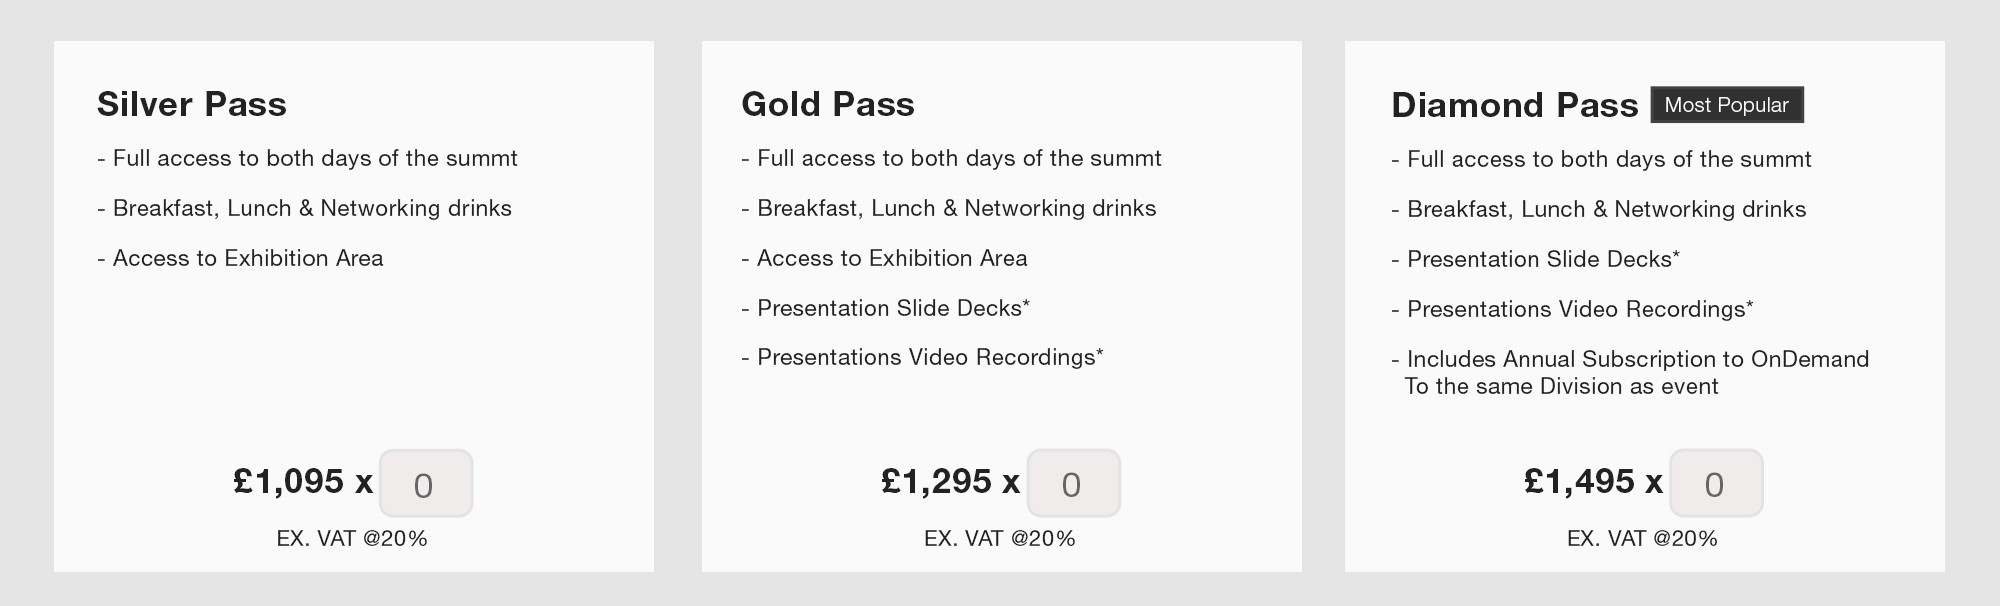 Silver Pass
- Full access to both days of the summt
- Breakfast, Lunch & Networking drinks
- Access to Exhibition Area
£1,095 x 0
EX. VAT @20%
Gold Pass
- Full access to both days of the summt
- Breakfast, Lunch & Networking drinks
- Access to Exhibition Area
- Presentation Slide Decks*
- Presentations Video Recordings*
£1,295 x 0
EX. VAT @20%
Diamond Pass Most Popular
- Full access to both days of the summt
- Breakfast, Lunch & Networking drinks
- Presentation Slide Decks*
- Presentations Video Recordings*
- Includes Annual Subscription to OnDemand
To the same Division as event
£1,495 x 0
EX. VAT @20%